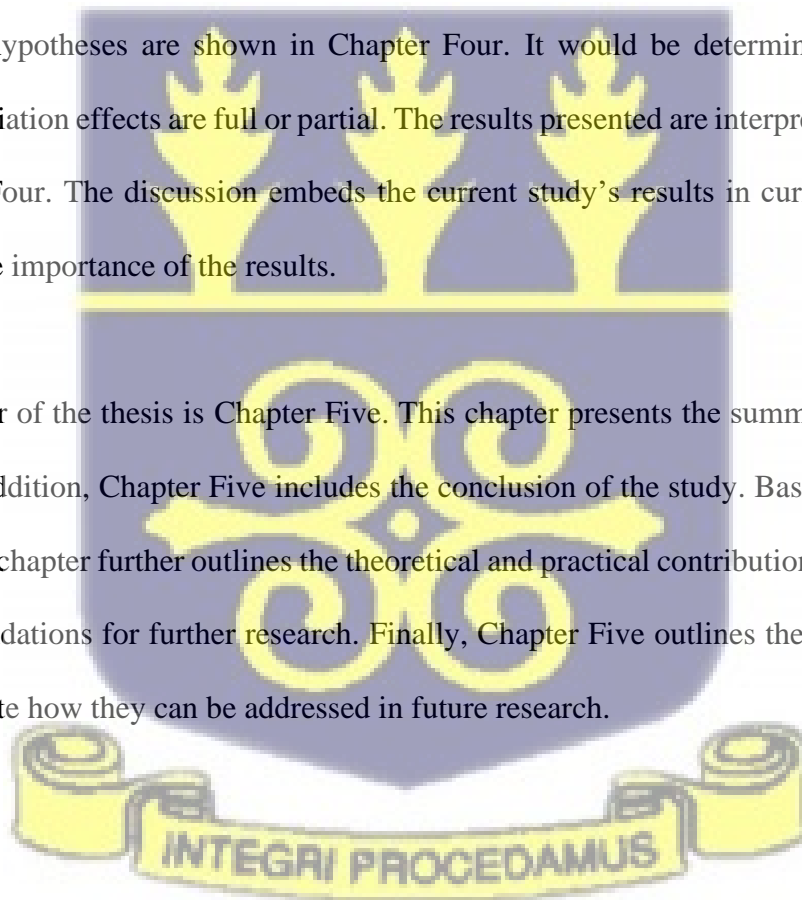 ypotheses are shown in Chapter Four. It would be determin
iation effects are full or partial. The results presented are interpre
Four. The discussion embeds the current study’s results in cur
e importance of the results.
r of the thesis is Chapter Five. This chapter presents the summ
ddition, Chapter Five includes the conclusion of the study. Bas
chapter further outlines the theoretical and practical contribution
dations for further research. Finally, Chapter Five outlines the
te how they can be addressed in future research.
INTEGRI PROCEDAMUS